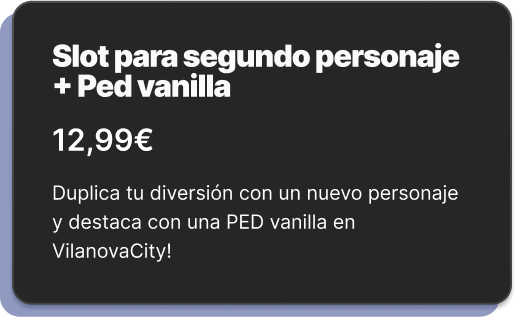 Slot para segundo personaje
+ Ped vanilla
12,99€
Duplica tu diversión con un nuevo personaje
y destaca con una PED vanilla en
VilanovaCity!